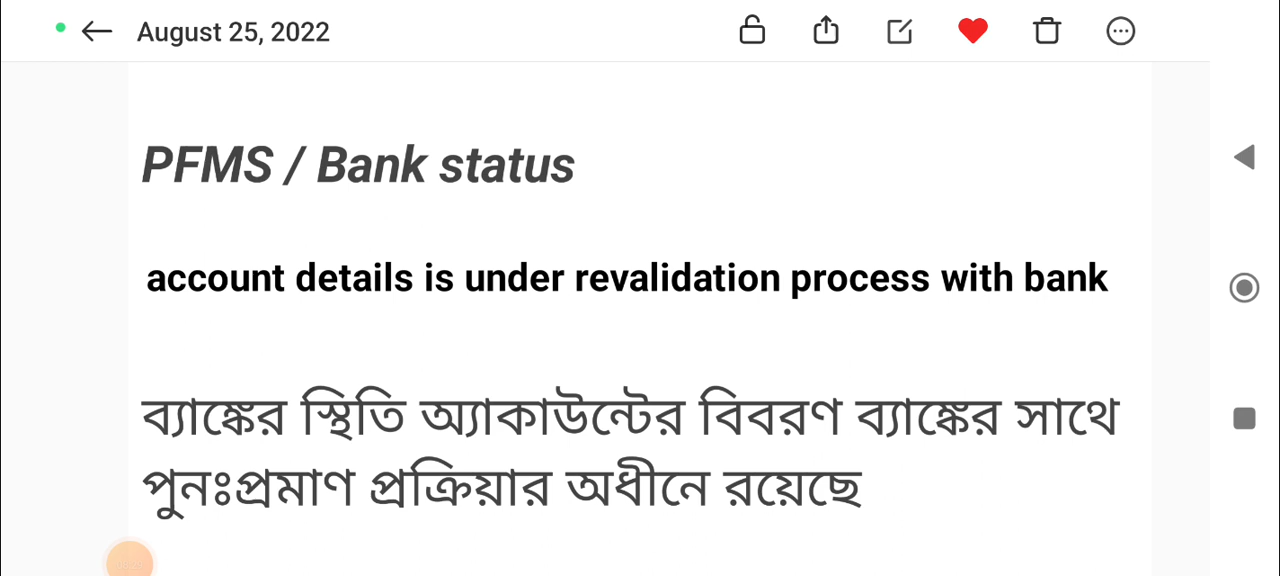 August 25, 2022
PFMS / Bank status
account details is under revalidation process with bank
ব্যাঙ্কের স্থিতি অ্যাকাউন্টের বিবরণ ব্যাঙ্কের সাথে
পুনঃপ্রমাণ প্রক্রিয়ার অধীনে রয়েছে